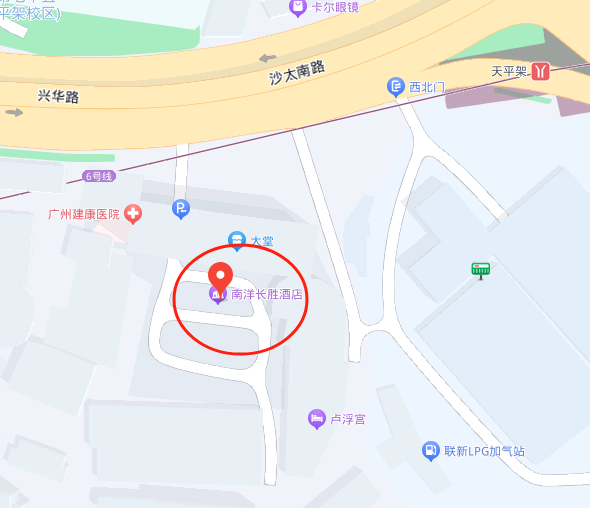 平架校区)
卡尔眼镜
沙太南路
天平架
兴华路
西北门
6号线
广州建康医院
大堂
南洋长胜酒店
卢浮宫
联新LPG加气站